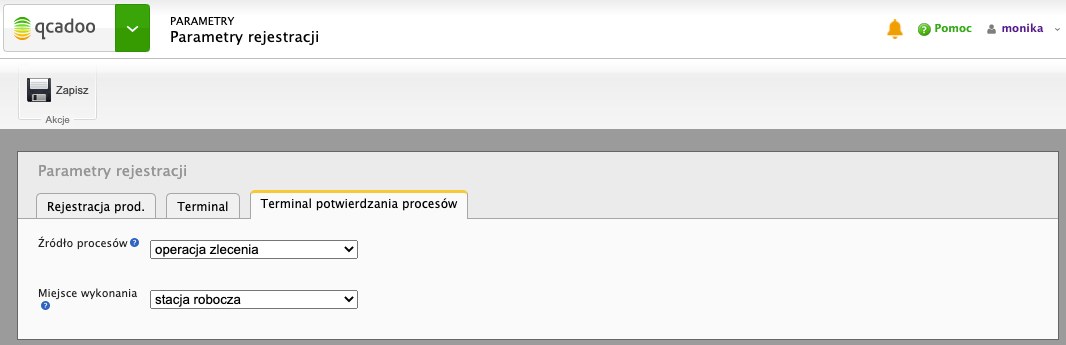 qcadoo
PARAMETRY
Parametry rejestracji
Pomoc
monika
Zapisz
Akcje
Parametry rejestracji
Rejestracja prod.
Terminal
Terminal potwierdzania procesów
Źródło procesów ?
operacja zlecenia
Miejsce wykonania
?
stacja robocza